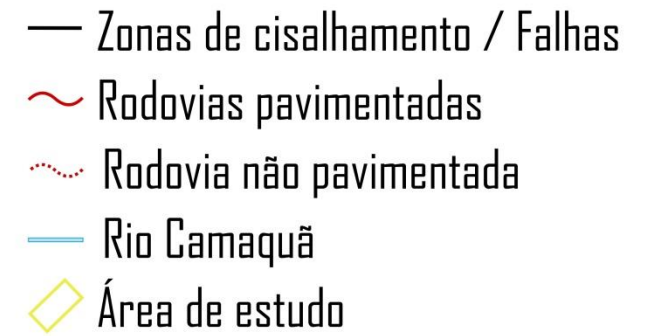 Zonas de cisalhamento / Falhas
Rodovias pavimentadas
Rodovia não pavimentada
Rio Camaquã
Área de estudo